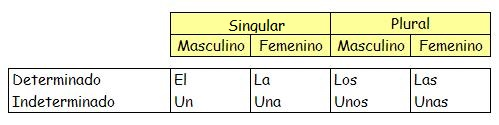 Singular Plural
Masculino Femenino Masculino Femenino
Determinado El La Los Las
Indeterminado Un Una Unos Unas